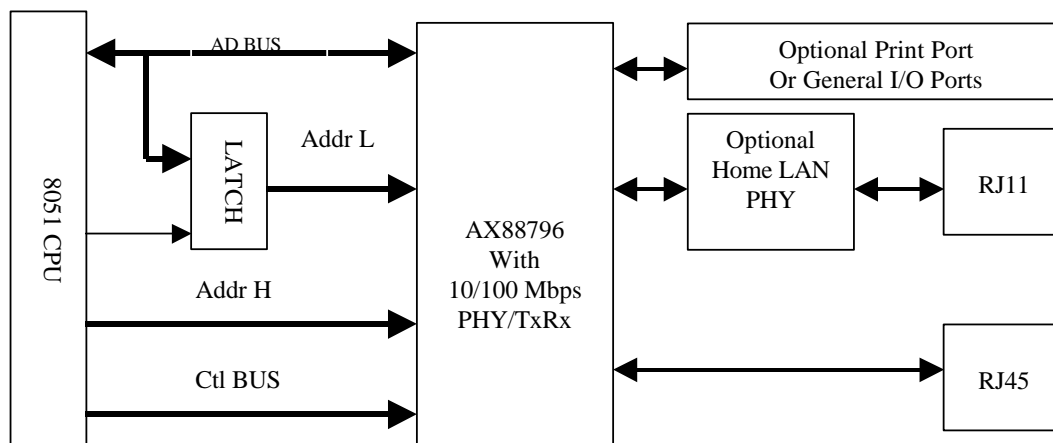 AD BUS
Optional Print Port
Or General I/O Ports
8051 CPU
LATCH
Addr L
Optional
Home LAN
PHY
RJ11
AX88796
With
10/100 Mbps
PHY/TxRx
Addr H
Ctl BUS
RJ45